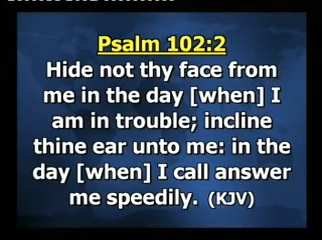 Psalm 102:2
Hide not thy face from
me in the day [when] I
am in trouble; incline
thine ear unto me: in the
day [when] I call answer
me speedily. (KJV)